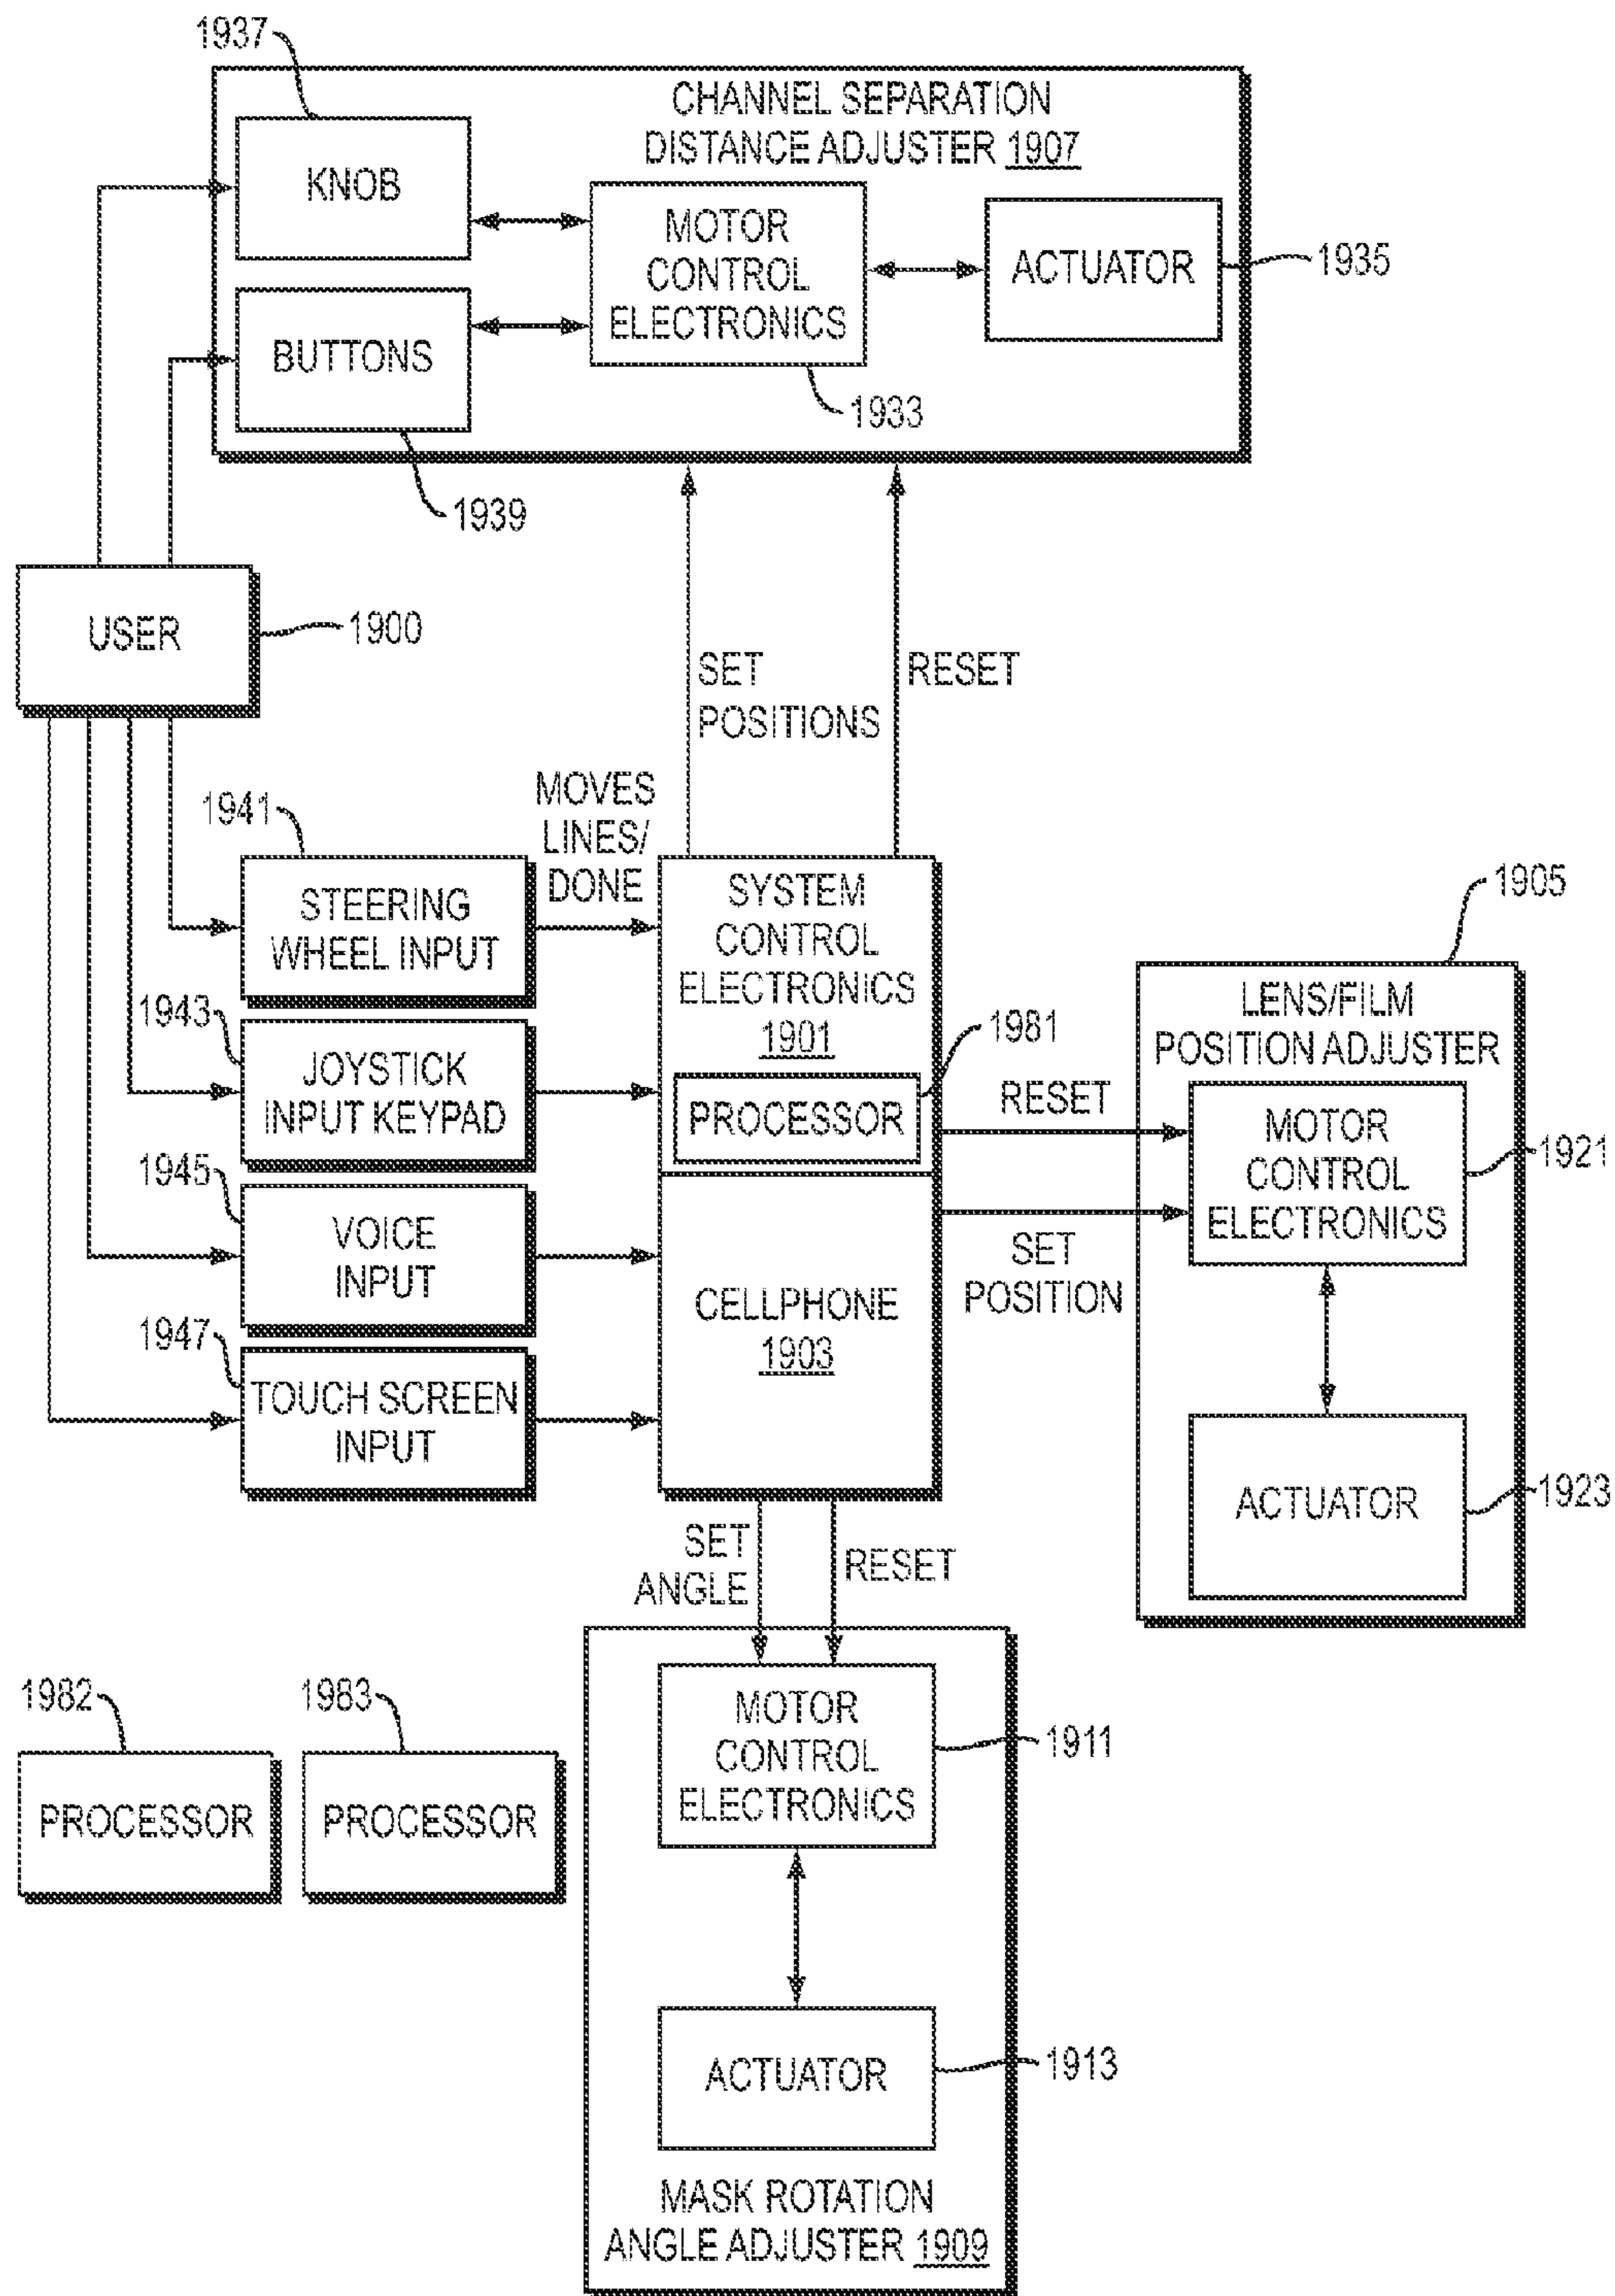 1937
CHANNEL SEPARATION
DISTANCE ADJUSTER 1907
KNOB
MOTOR
CONTROL
ELECTRONICS
ACTUATOR
1935
BUTTONS
1933
1939
USER
1900
SET
POSITIONS
RESET
1941
MOVES
LINES/
DONE
STEERING
WHEEL INPUT
SYSTEM
CONTROL
ELECTRONICS
1901
1905
LENS/FILM
POSITION ADJUSTER
1943
JOYSTICK
INPUT KEYPAD
1981
PROCESSOR
RESET
MOTOR
CONTROL
ELECTRONICS
1921
1945
VOICE
INPUT
SET
POSITION
CELLPHONE
1903
1947
TOUCH SCREEN
INPUT
ACTUATOR
1923
SET
ANGLE
RESET
1982
1983
PROCESSOR
PROCESSOR
MOTOR
CONTROL
ELECTRONICS
1911
ACTUATOR
1913
MASK ROTATION
ANGLE ADJUSTER 1909